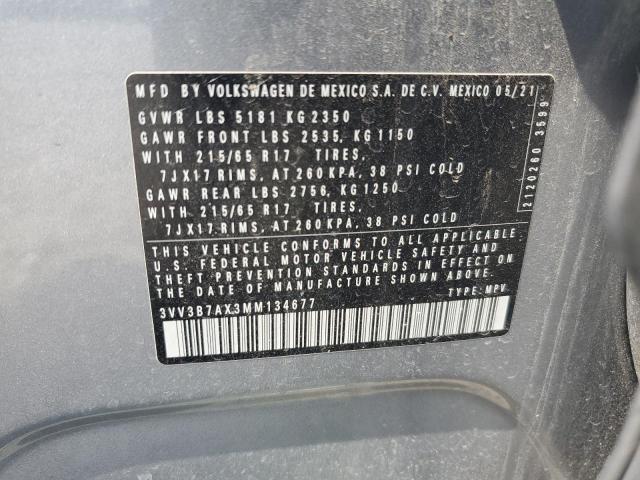 MFD BY VOLKSWAGEN DE MEXICO S.A. DE C.V. MEXICO 05/21
GVWR LBS 5181 KG 2350
GAWR FRONT LBS 2535, KG 1150
WITH 215/65 R17 TIRES,
7JX17 RIMS, AT 260 KPA, 38 PSI COLD
GAWR REAR LBS 2756, KG 1250
WITH 215/65 R17 TIRES,
7JX17 RIMS, AT 260 KPA, 38 PSI COLD
THIS VEHICLE CONFORMS TO ALL APPLICABLE
U.S. FEDERAL MOTOR VEHICLE SAFETY AND
THEFT PREVENTION STANDARDS IN EFFECT ON
THE DATE OF MANUFACTURE SHOWN ABOVE.
3VV3B7AX3MM134677 TYPE: MPV
2120260 3599